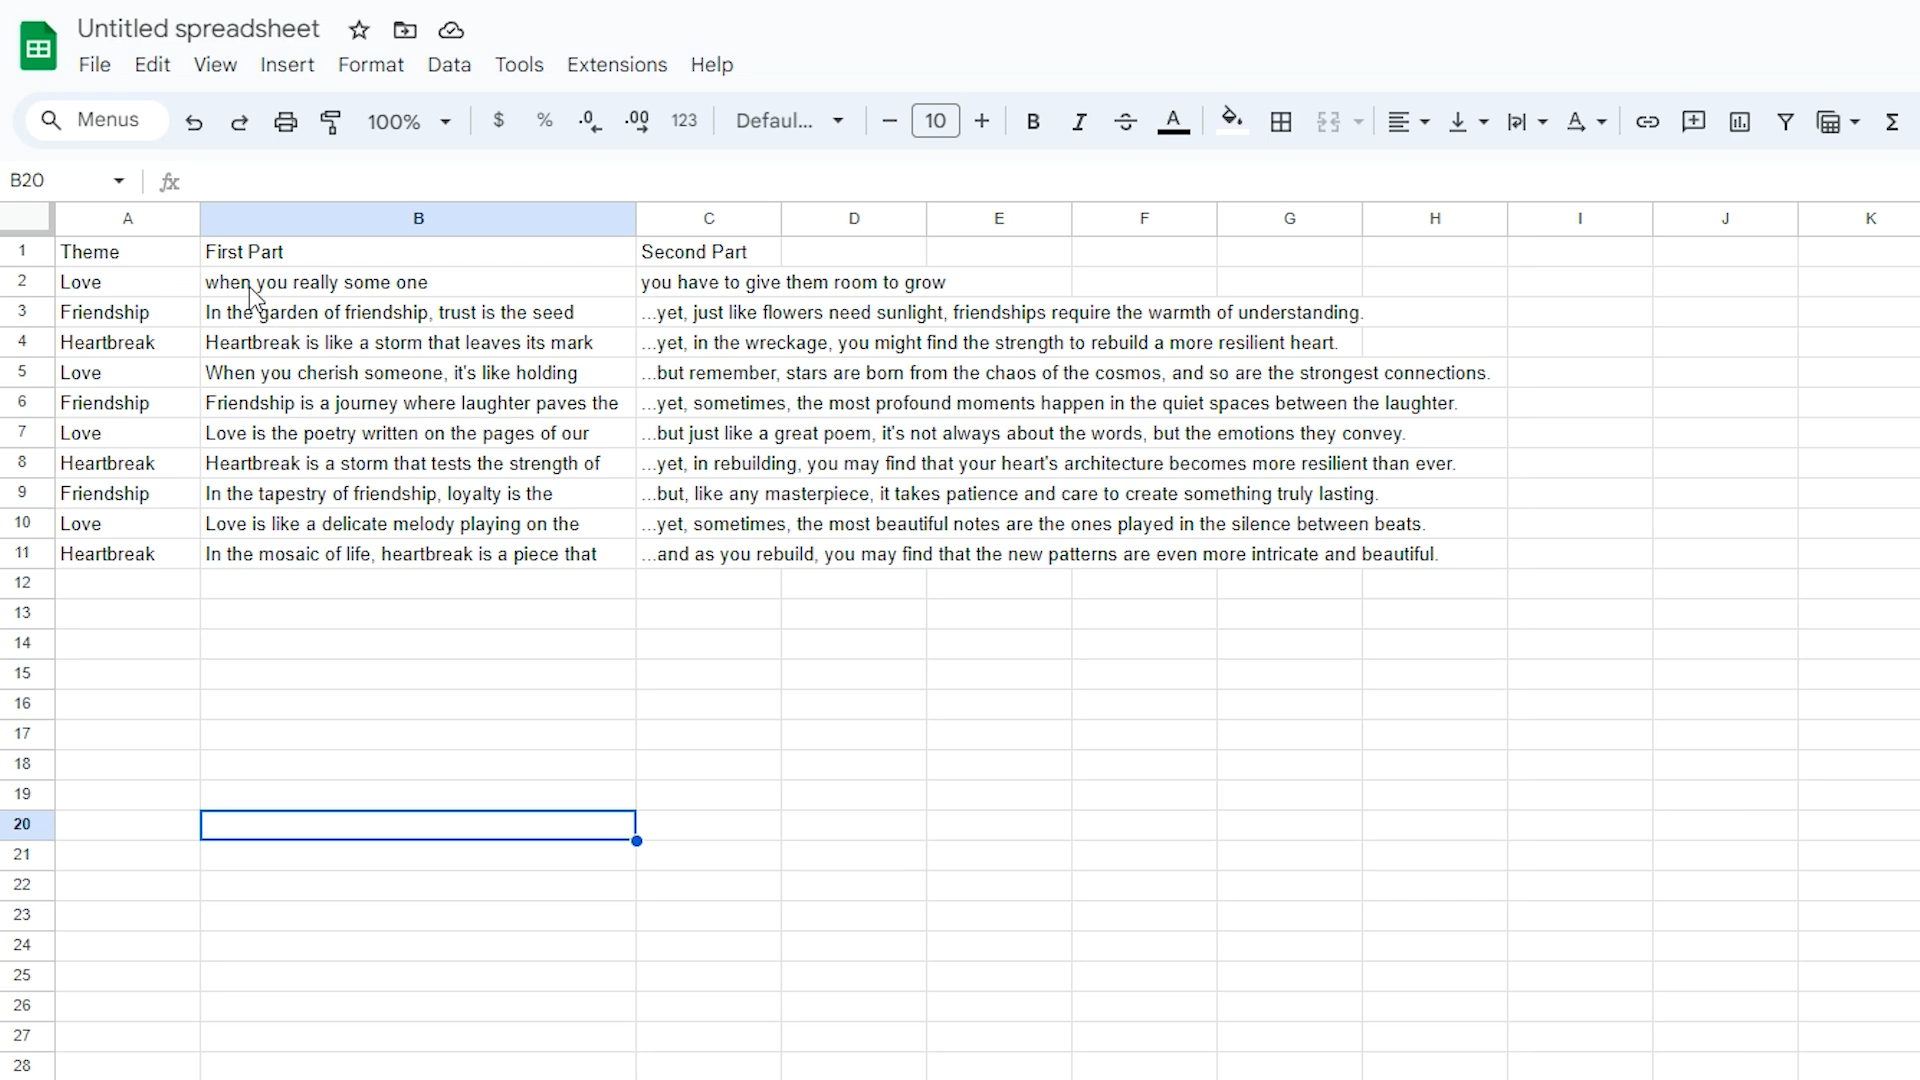 Untitled spreadsheet
File Edit View Insert Format Data Tools Extensions Help
Menus 100% $ % .0 .00 123 Defaul... 10 B I A A Σ
B20 fx
A B C D E F G H I J K
1 Theme First Part Second Part
2 Love when you really some one you have to give them room to grow
3 Friendship In the garden of friendship, trust is the seed ...yet, just like flowers need sunlight, friendships require the warmth of understanding.
4 Heartbreak Heartbreak is like a storm that leaves its mark ...yet, in the wreckage, you might find the strength to rebuild a more resilient heart.
5 Love When you cherish someone, it's like holding ...but remember, stars are born from the chaos of the cosmos, and so are the strongest connections.
6 Friendship Friendship is a journey where laughter paves the ...yet, sometimes, the most profound moments happen in the quiet spaces between the laughter.
7 Love Love is the poetry written on the pages of our ...but just like a great poem, it's not always about the words, but the emotions they convey.
8 Heartbreak Heartbreak is a storm that tests the strength of ...yet, in rebuilding, you may find that your heart's architecture becomes more resilient than ever.
9 Friendship In the tapestry of friendship, loyalty is the ...but, like any masterpiece, it takes patience and care to create something truly lasting.
10 Love Love is like a delicate melody playing on the ...yet, sometimes, the most beautiful notes are the ones played in the silence between beats.
11 Heartbreak In the mosaic of life, heartbreak is a piece that ...and as you rebuild, you may find that the new patterns are even more intricate and beautiful.
12
13
14
15
16
17
18
19
20
21
22
23
24
25
26
27
28